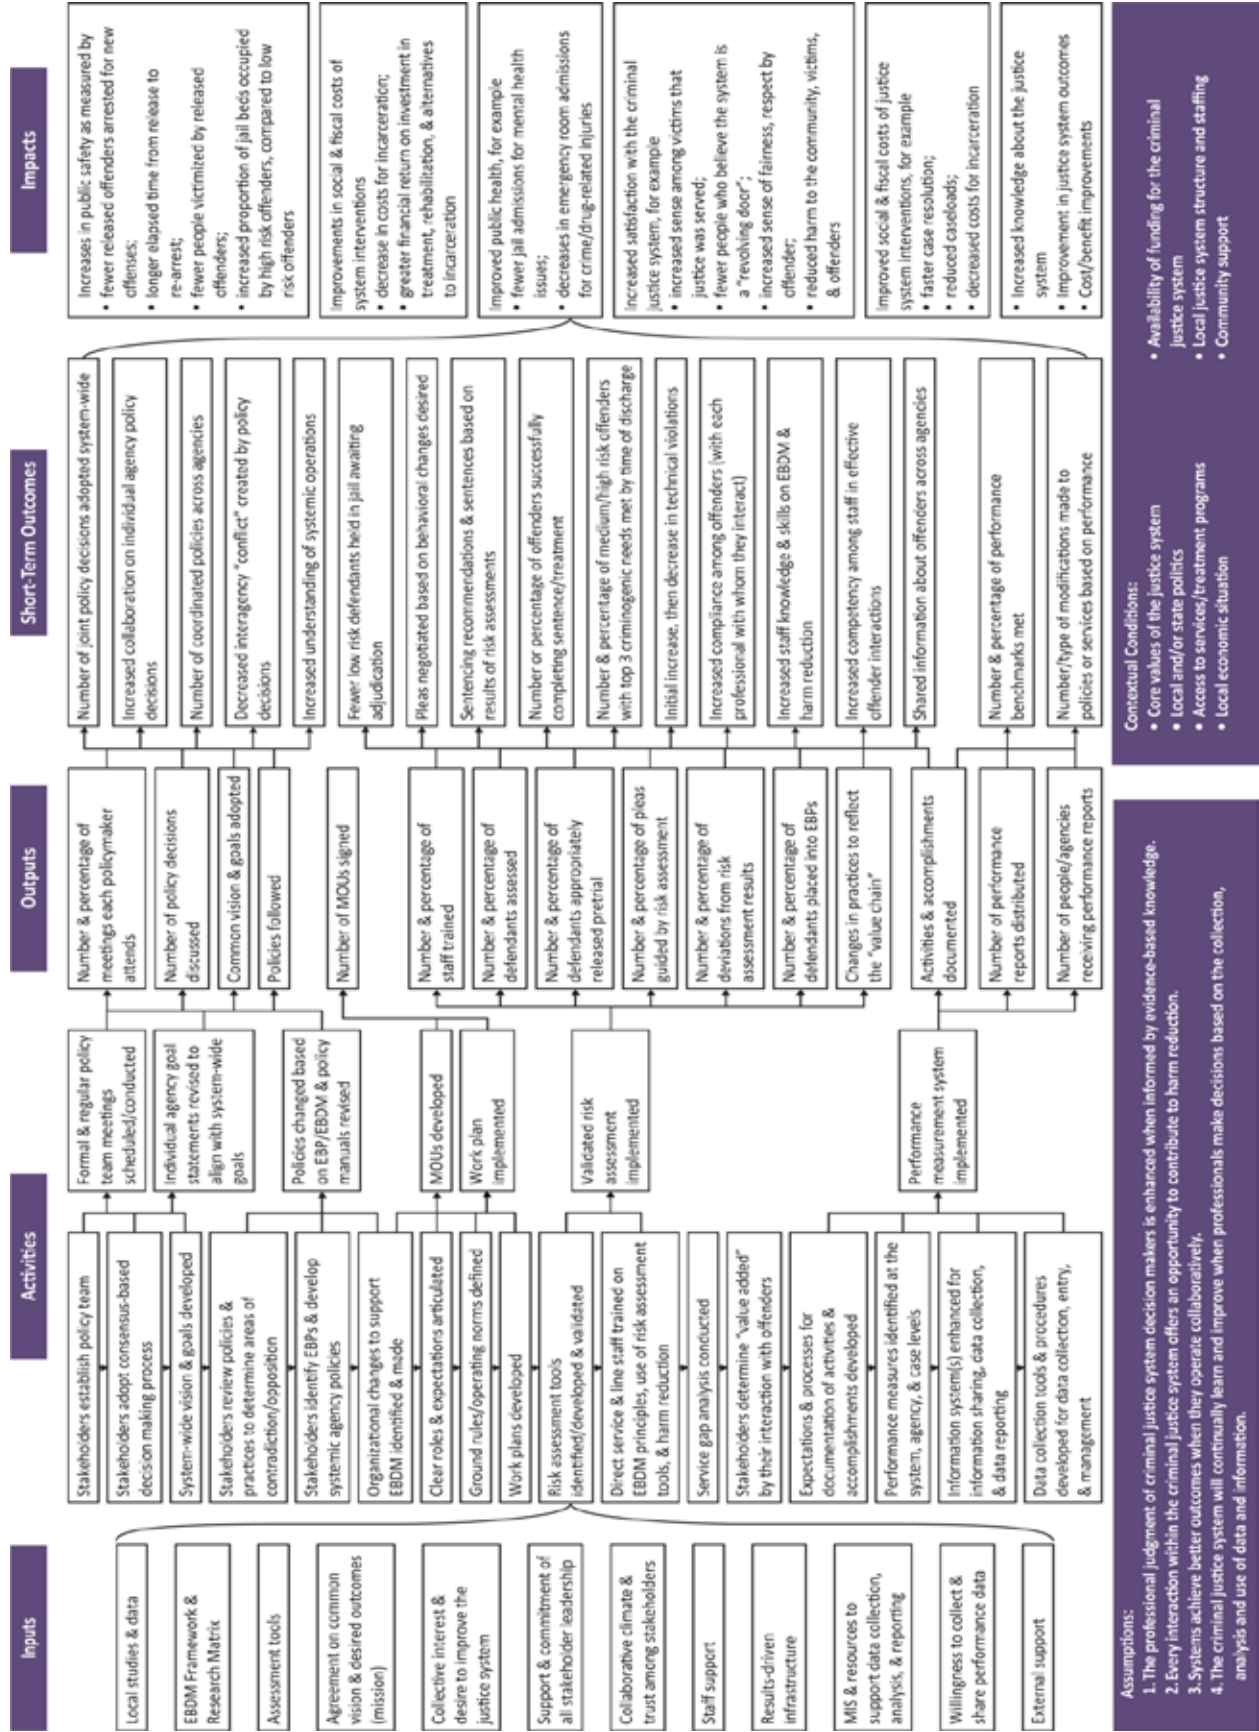 Inputs
Local studies & data
EBDM Framework &
Research Matrix
Assessment tools
Agreement on common
vision & desired outcomes
(mission)
Collective interest &
desire to improve the
justice system
Support & commitment of
all stakeholder leadership
Collaborative climate &
trust among stakeholders
Staff support
Results-driven
infrastructure
MIS & resources to
support data collection,
analysis, & reporting
Willingness to collect &
share performance data
External support
Activities
Stakeholders establish policy team
Stakeholders adopt consensus-based
decision making process
System-wide vision & goals developed
Stakeholders review policies &
practices to determine areas of
contradiction/opposition
Stakeholders identify EBPs & develop
systemic agency policies
Organizational changes to support
EBDM identified & made
Clear roles & expectations articulated
Ground rules/operating norms defined
Work plans developed
Risk assessment tools
identified/developed & validated
Direct service & line staff trained on
EBDM principles, use of risk assessment
tools, & harm reduction
Service gap analysis conducted
Stakeholders determine "value added"
by their interaction with offenders
Expectations & processes for
documentation of activities &
accomplishments developed
Performance measures identified at the
system, agency, & case levels
Information system(s) enhanced for
information sharing, data collection,
& data reporting
Data collection tools & procedures
developed for data collection, entry,
& management
Formal & regular policy
team meetings
scheduled/conducted
Individual agency goal
statements revised to
align with system-wide
goals
Policies changed based
on EBP/EBDM & policy
manuals revised
MOUs developed
Work plan
implemented
Validated risk
assessment
implemented
Performance
measurement system
implemented
Outputs
Number & percentage of
meetings each policymaker
attends
Number of policy decisions
discussed
Common vision & goals adopted
Policies followed
Number of MOUs signed
Number & percentage of
staff trained
Number & percentage of
defendants assessed
Number & percentage of
defendants appropriately
released pretrial
Number & percentage of pleas
guided by risk assessment
Number & percentage of
deviations from risk
assessment results
Number & percentage of
defendants placed into EBPs
Changes in practices to reflect
the "value chain"
Activities & accomplishments
documented
Number of performance
reports distributed
Number of people/agencies
receiving performance reports
Short-Term Outcomes
Number of joint policy decisions adopted system-wide
Increased collaboration on individual agency policy
decisions
Number of coordinated policies across agencies
Decreased interagency "conflict" created by policy
decisions
Increased understanding of systemic operations
Fewer low risk defendants held in jail awaiting
adjudication
Pleas negotiated based on behavioral changes desired
Sentencing recommendations & sentences based on
results of risk assessments
Number or percentage of offenders successfully
completing sentence/treatment
Number & percentage of medium/high risk offenders
with top 3 criminogenic needs met by time of discharge
Initial increase, then decrease in technical violations
Increased compliance among offenders (with each
professional with whom they interact)
Increased staff knowledge & skills on EBDM &
harm reduction
Increased competency among staff in effective
offender interactions
Shared information about offenders across agencies
Number & percentage of performance
benchmarks met
Number/type of modifications made to
policies or services based on performance
Impacts
Increases in public safety as measured by
• fewer released offenders arrested for new
offenses;
• longer elapsed time from release to
re-arrest;
• fewer people victimized by released
offenders;
• increased proportion of jail beds occupied
by high risk offenders, compared to low
risk offenders
Improvements in social & fiscal costs of
system interventions
• decrease in costs for incarceration;
• greater financial return on investment in
treatment, rehabilitation, & alternatives
to incarceration
Improved public health, for example
• fewer jail admissions for mental health
issues;
• decreases in emergency room admissions
for crime/drug-related injuries
Increased satisfaction with the criminal
justice system, for example
• increased sense among victims that
justice was served;
• fewer people who believe the system is
a "revolving door";
• increased sense of fairness, respect by
offender;
• reduced harm to the community, victims,
& offenders
Improved social & fiscal costs of justice
system interventions, for example
• faster case resolution;
• reduced caseloads;
• decreased costs for incarceration
• Increased knowledge about the justice
system
• Improvement in justice system outcomes
• Cost/benefit improvements
Assumptions:
1. The professional judgment of criminal justice system decision makers is enhanced when informed by evidence-based knowledge.
2. Every interaction within the criminal justice system offers an opportunity to contribute to harm reduction.
3. Systems achieve better outcomes when they operate collaboratively.
4. The criminal justice system will continually learn and improve when professionals make decisions based on the collection,
analysis and use of data and information.
Contextual Conditions:
• Core values of the justice system
• Local and/or state politics
• Access to services/treatment programs
• Local economic situation
• Availability of funding for the criminal
justice system
• Local justice system structure and staffing
• Community support